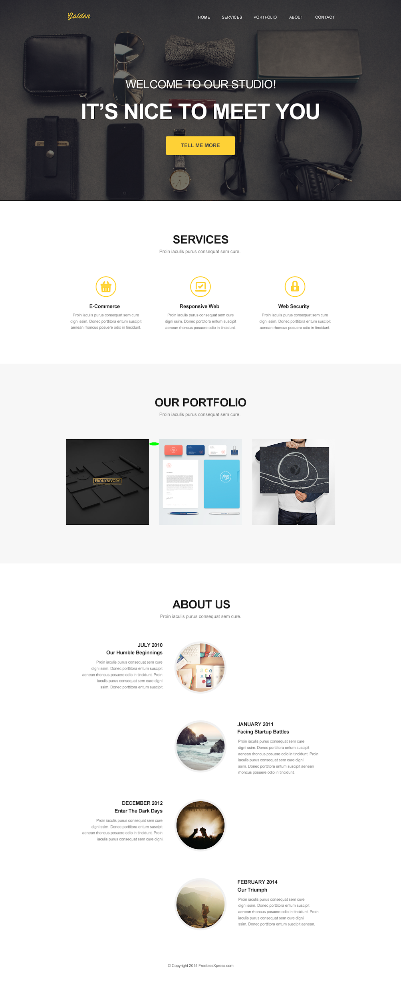 Golden
HOME SERVICES PORTFOLIO ABOUT CONTACT
WELCOME TO OUR STUDIO!
IT’S NICE TO MEET YOU
TELL ME MORE
SERVICES
Proin iaculis purus consequat sem cure.
E-Commerce
Proin iaculis purus consequat sem cure
digni ssim. Donec porttitora entum suscipit
aenean rhoncus posuere odio in tincidunt.
Responsive Web
Proin iaculis purus consequat sem cure
digni ssim. Donec porttitora entum suscipit
aenean rhoncus posuere odio in tincidunt.
Web Security
Proin iaculis purus consequat sem cure
digni ssim. Donec porttitora entum suscipit
aenean rhoncus posuere odio in tincidunt.
OUR PORTFOLIO
Proin iaculis purus consequat sem cure.
EBONY&IVORY
Your
Logo
ABOUT US
Proin iaculis purus consequat sem cure.
JULY 2010
Our Humble Beginnings
Proin iaculis purus consequat sem cure
digni ssim. Donec porttitora entum suscipit
aenean rhoncus posuere odio in tincidunt. Proin
iaculis purus consequat sem cure digni
ssim. Donec porttitora entum suscipit.
JANUARY 2011
Facing Startup Battles
Proin iaculis purus consequat sem cure
digni ssim. Donec porttitora entum suscipit
aenean rhoncus posuere odio in tincidunt. Proin
iaculis purus consequat sem cure digni
ssim. Donec porttitora entum suscipit aenean
rhoncus posuere odio in tincidunt.
DECEMBER 2012
Enter The Dark Days
Proin iaculis purus consequat sem cure
digni ssim. Donec porttitora entum suscipit
aenean rhoncus posuere odio in tincidunt. Proin
iaculis purus consequat sem cure digni.
FEBRUARY 2014
Our Triumph
Proin iaculis purus consequat sem cure
digni ssim. Donec porttitora entum suscipit
aenean rhoncus posuere odio in tincidunt. Proin
iaculis purus consequat sem cure digni
ssim. Donec porttitora entum suscipit aenean.
© Copyright 2014 FreebiesXpress.com